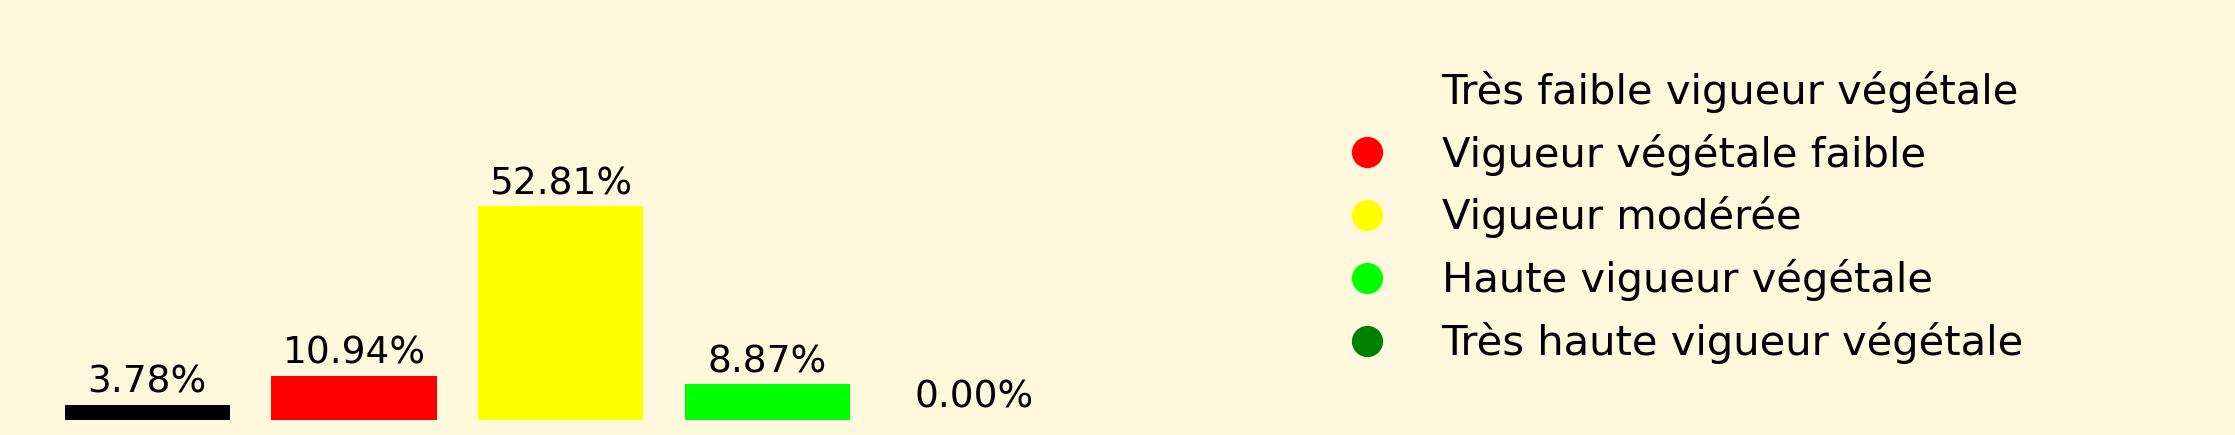 3.78%
10.94%
52.81%
8.87%
0.00%
Très faible vigueur végétale
Vigueur végétale faible
Vigueur modérée
Haute vigueur végétale
Très haute vigueur végétale